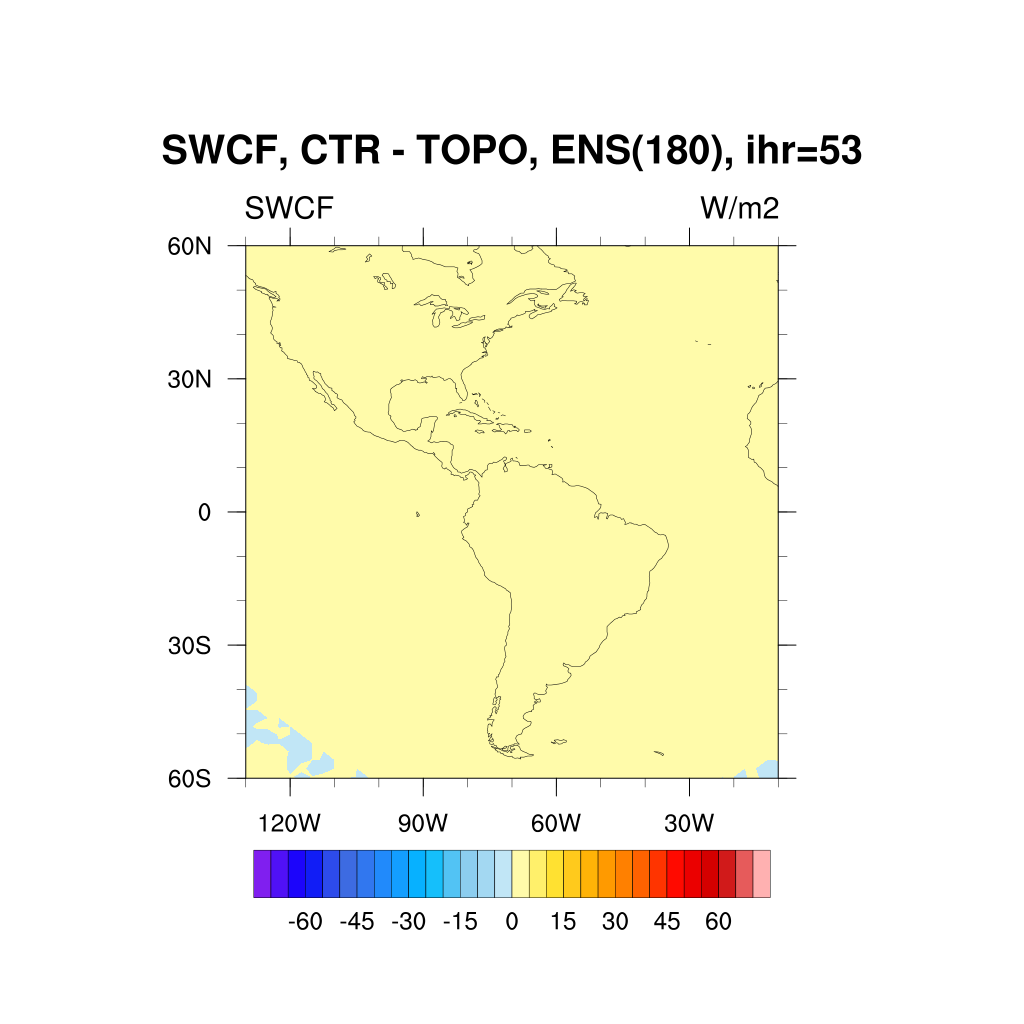 SWCF, CTR - TOPO, ENS(180), ihr=53
SWCF W/m2
60N
30N
0
30S
60S
120W 90W 60W 30W
-60 -45 -30 -15 0 15 30 45 60